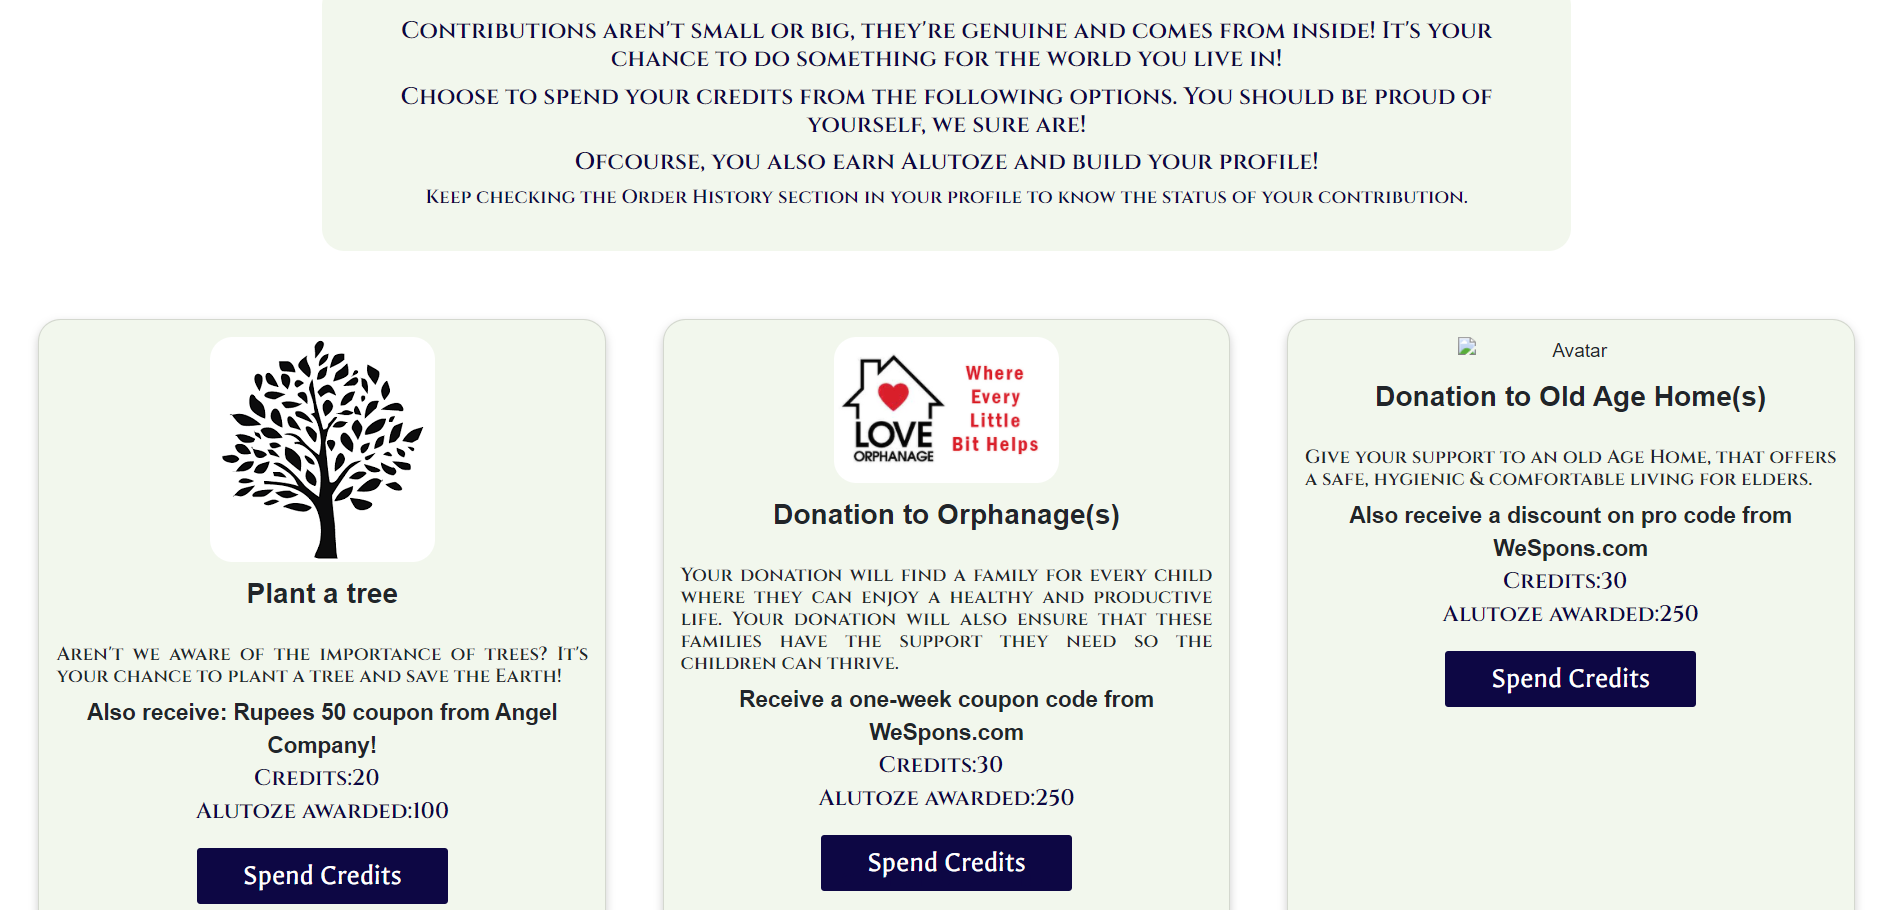 Contributions aren't small or big, they're genuine and comes from inside! It's your
chance to do something for the world you live in!
Choose to spend your credits from the following options. You should be proud of
yourself, we sure are!
Ofcourse, you also earn Alutoze and build your profile!
Keep checking the Order History section in your profile to know the status of your contribution.
Plant a tree
Aren't we aware of the importance of trees? It's
your chance to plant a tree and save the Earth!
Also receive: Rupees 50 coupon from Angel
Company!
Credits:20
Alutoze awarded:100
Spend Credits
Where
Every
Little
Bit Helps
LOVE
ORPHANAGE
Donation to Orphanage(s)
Your donation will find a family for every child
where they can enjoy a healthy and productive
life. Your donation will also ensure that these
families have the support they need so the
children can thrive.
Receive a one-week coupon code from
WeSpons.com
Credits:30
Alutoze awarded:250
Spend Credits
Avatar
Donation to Old Age Home(s)
Give your support to an old Age Home, that offers
a safe, hygienic & comfortable living for elders.
Also receive a discount on pro code from
WeSpons.com
Credits:30
Alutoze awarded:250
Spend Credits